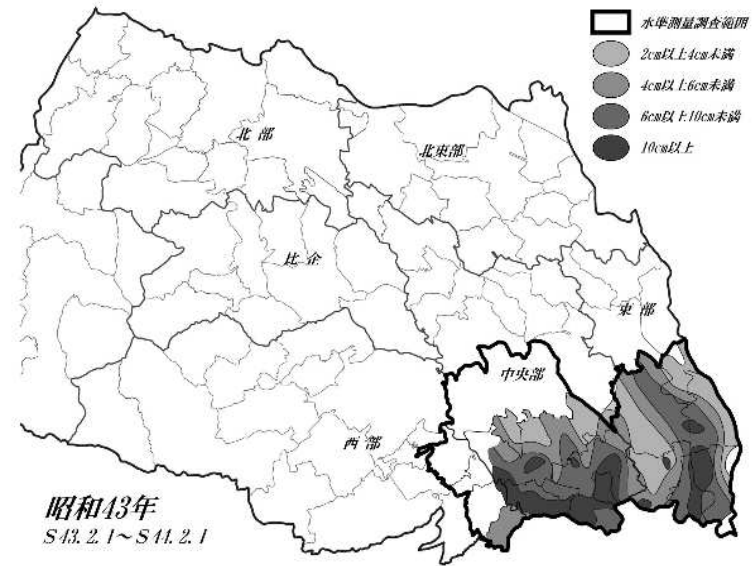 水準測量調査範囲
2cm以上4cm未満
4cm以上6cm未満
6cm以上10cm未満
10cm以上
北部
北東部
比企
東部
中央部
西部
昭和43年
S43.2.1～S44.2.1